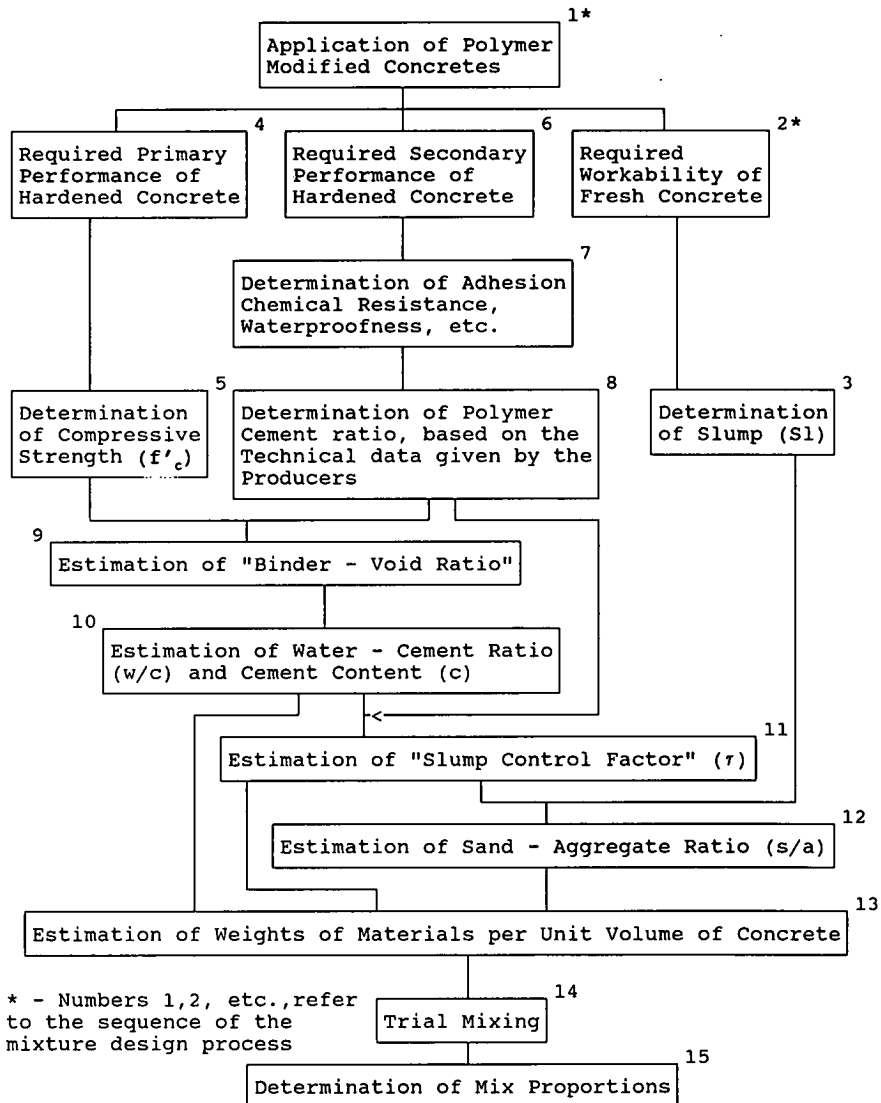 1*
Application of Polymer
Modified Concretes
4
Required Primary
Performance of
Hardened Concrete
6
Required Secondary
Performance of
Hardened Concrete
2*
Required
Workability of
Fresh Concrete
7
Determination of Adhesion
Chemical Resistance,
Waterproofness, etc.
5
Determination
of Compressive
Strength (f'c)
8
Determination of Polymer
Cement ratio, based on the
Technical data given by the
Producers
3
Determination
of Slump (Sl)
9
Estimation of "Binder - Void Ratio"
10
Estimation of Water - Cement Ratio
(w/c) and Cement Content (c)
<
11
Estimation of "Slump Control Factor" (τ)
12
Estimation of Sand - Aggregate Ratio (s/a)
13
Estimation of Weights of Materials per Unit Volume of Concrete
* - Numbers 1,2, etc.,refer
to the sequence of the
mixture design process
14
Trial Mixing
15
Determination of Mix Proportions